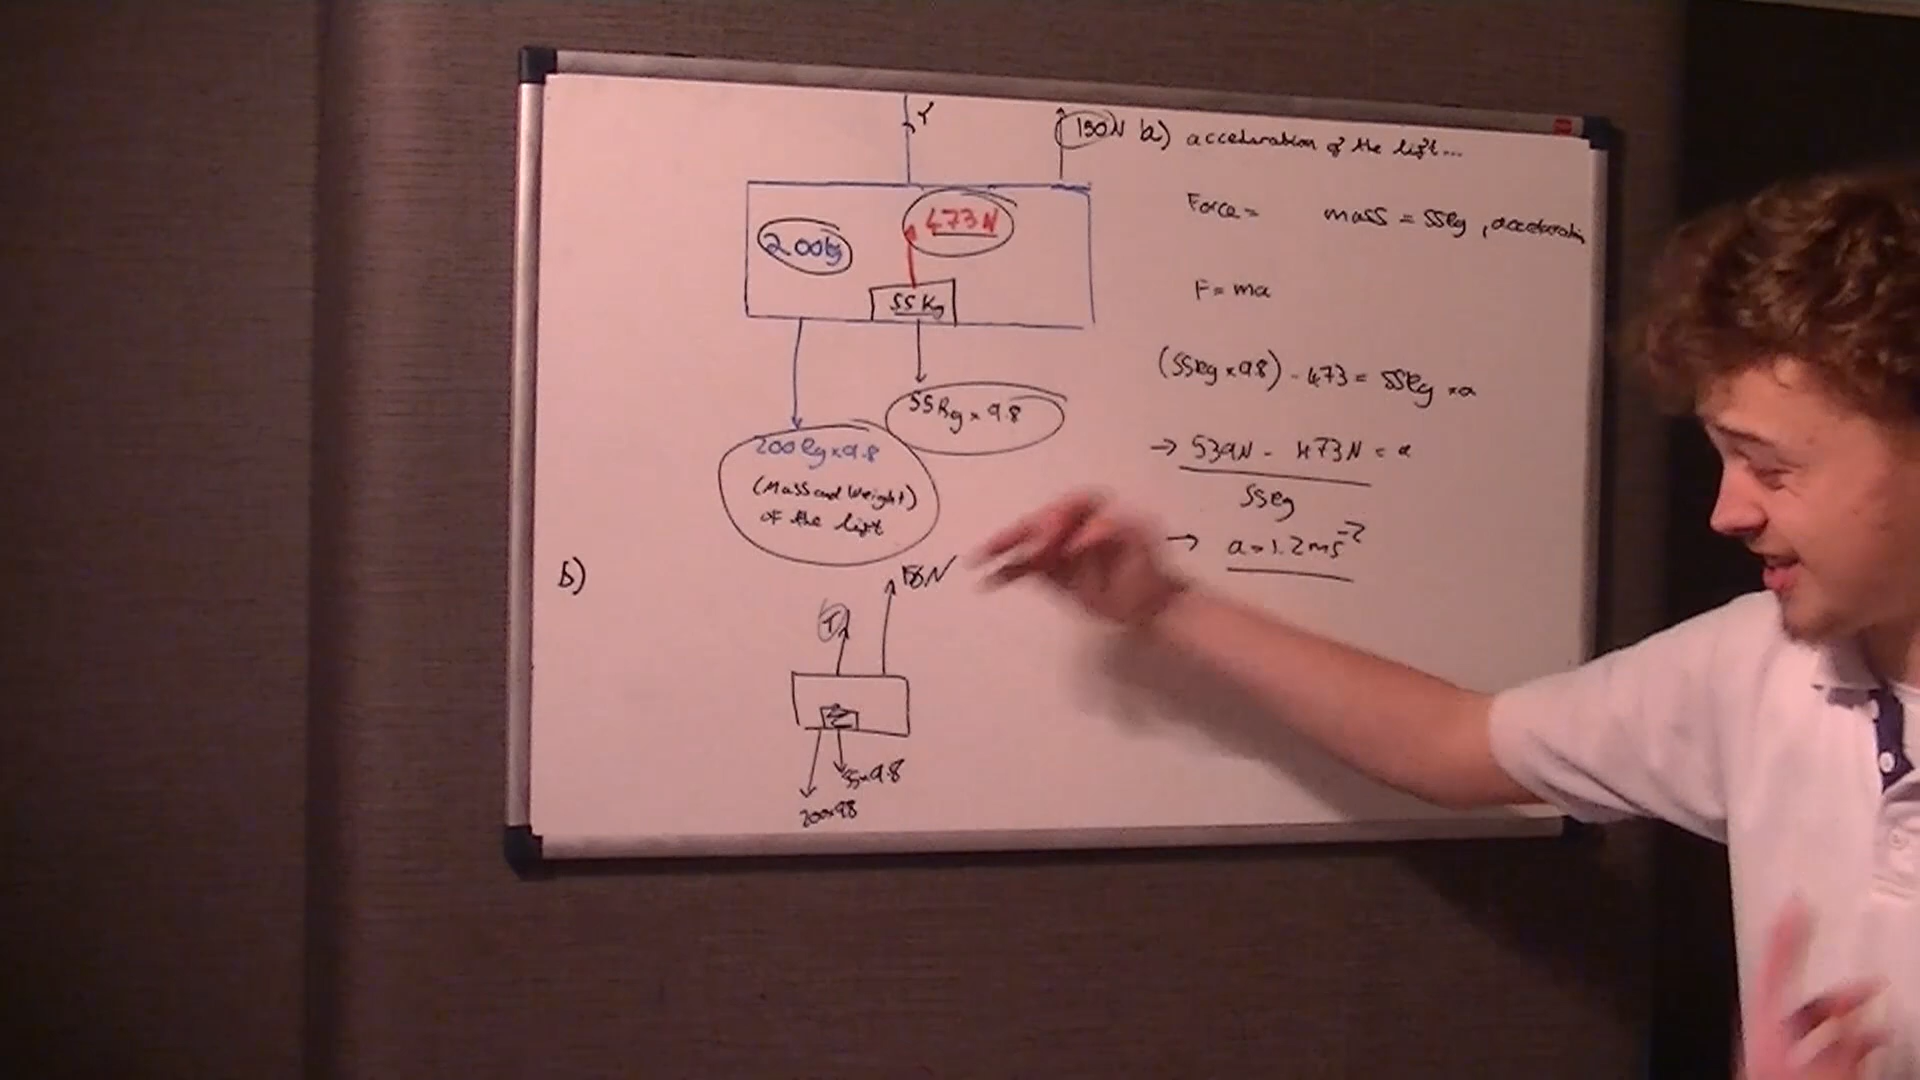 T
150N
a) acceleration of the lift...
473N
200kg
55kg
Force = mass = 55kg, acceleration
F = ma
(55kg x 9.8) - 473 = 55kg x a
55kg x 9.8
→ 539N - 473N = a
55kg
→ a = 1.2ms⁻²
200kg x 9.8
(Mass and Weight)
of the lift
b)
T
55x9.8
200x9.8